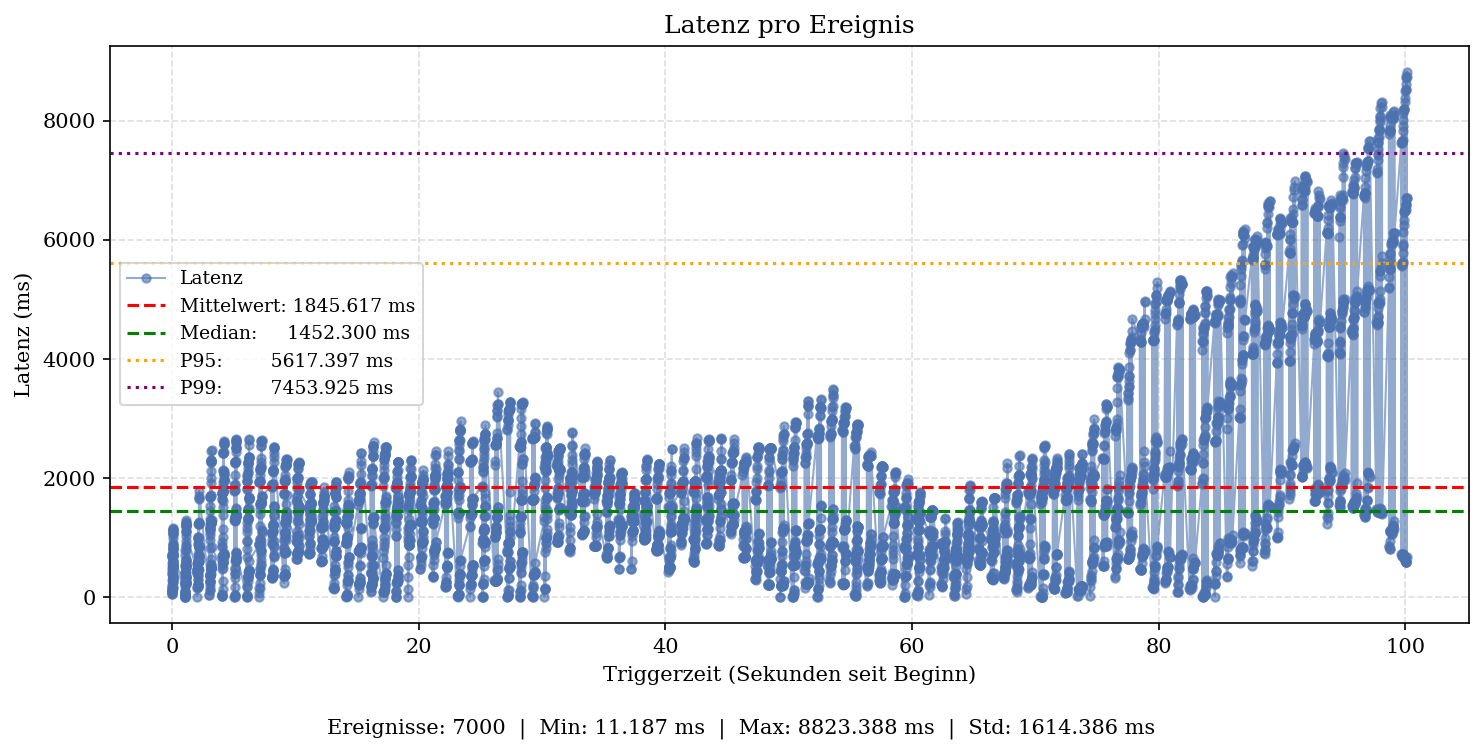 Latenz pro Ereignis
Latenz (ms)
8000
6000
4000
2000
0
Latenz
Mittelwert: 1845.617 ms
Median: 1452.300 ms
P95: 5617.397 ms
P99: 7453.925 ms
0 20 40 60 80 100
Triggerzeit (Sekunden seit Beginn)
Ereignisse: 7000 | Min: 11.187 ms | Max: 8823.388 ms | Std: 1614.386 ms